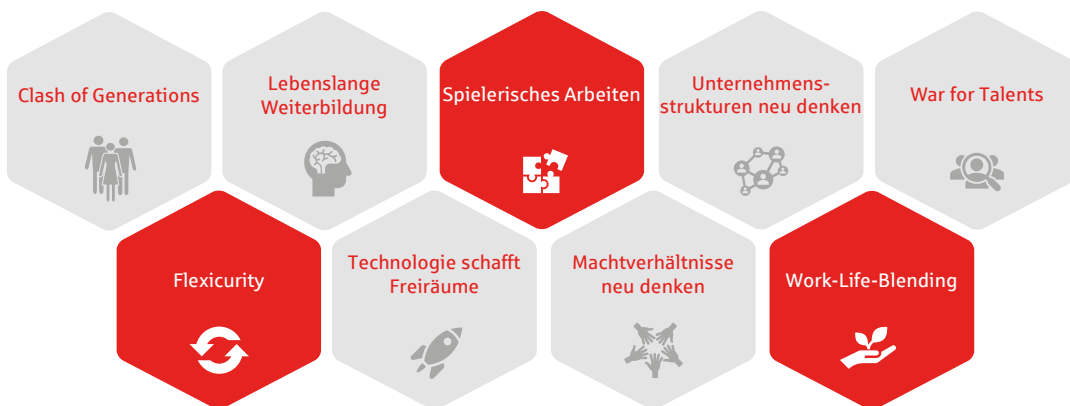 Clash of Generations
Lebenslange
Weiterbildung
Spielerisches Arbeiten
Unternehmens-
strukturen neu denken
War for Talents
Flexicurity
Technologie schafft
Freiräume
Machtverhältnisse
neu denken
Work-Life-Blending